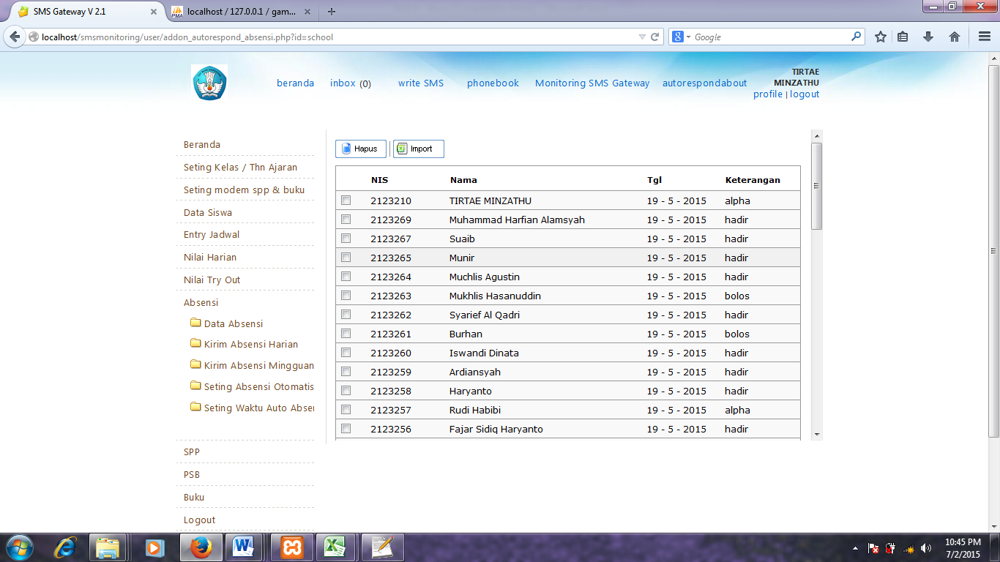 SMS Gateway V 2.1
localhost / 127.0.0.1 / gam...
localhost/smsmonitoring/user/addon_autorespond_absensi.php?id=school
Google
beranda inbox (0) write SMS phonebook Monitoring SMS Gateway autorespondabout
TIRTAE
MINZATHU
profile | logout
Beranda
Seting Kelas / Thn Ajaran
Seting modem spp & buku
Data Siswa
Entry Jadwal
Nilai Harian
Nilai Try Out
Absensi
Data Absensi
Kirim Absensi Harian
Kirim Absensi Mingguan
Seting Absensi Otomatis
Seting Waktu Auto Abse
SPP
PSB
Buku
Logout
Hapus Import
NIS Nama Tgl Keterangan
2123210 TIRTAE MINZATHU 19 - 5 - 2015 alpha
2123269 Muhammad Harfian Alamsyah 19 - 5 - 2015 hadir
2123267 Suaib 19 - 5 - 2015 hadir
2123265 Munir 19 - 5 - 2015 hadir
2123264 Muchlis Agustin 19 - 5 - 2015 hadir
2123263 Mukhlis Hasanuddin 19 - 5 - 2015 bolos
2123262 Syarief Al Qadri 19 - 5 - 2015 hadir
2123261 Burhan 19 - 5 - 2015 bolos
2123260 Iswandi Dinata 19 - 5 - 2015 hadir
2123259 Ardiansyah 19 - 5 - 2015 hadir
2123258 Haryanto 19 - 5 - 2015 hadir
2123257 Rudi Habibi 19 - 5 - 2015 alpha
2123256 Fajar Sidiq Haryanto 19 - 5 - 2015 hadir
10:45 PM
7/2/2015